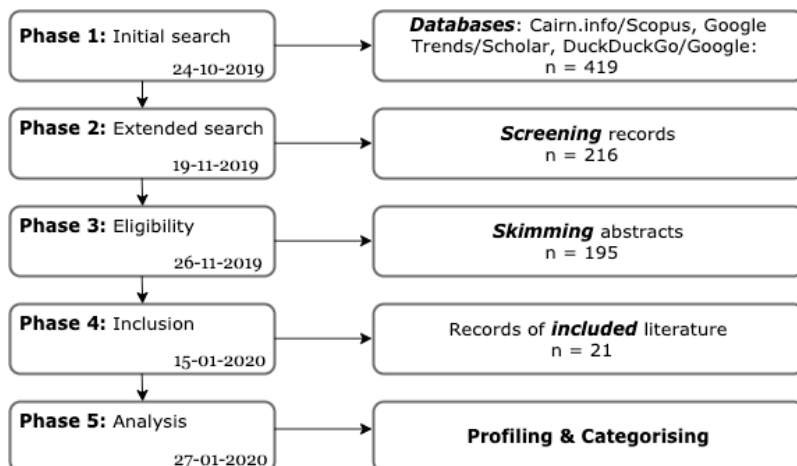 Phase 1: Initial search
24-10-2019
Databases: Cairn.info/Scopus, Google
Trends/Scholar, DuckDuckGo/Google:
n = 419
Phase 2: Extended search
19-11-2019
Screening records
n = 216
Phase 3: Eligibility
26-11-2019
Skimming abstracts
n = 195
Phase 4: Inclusion
15-01-2020
Records of included literature
n = 21
Phase 5: Analysis
27-01-2020
Profiling & Categorising